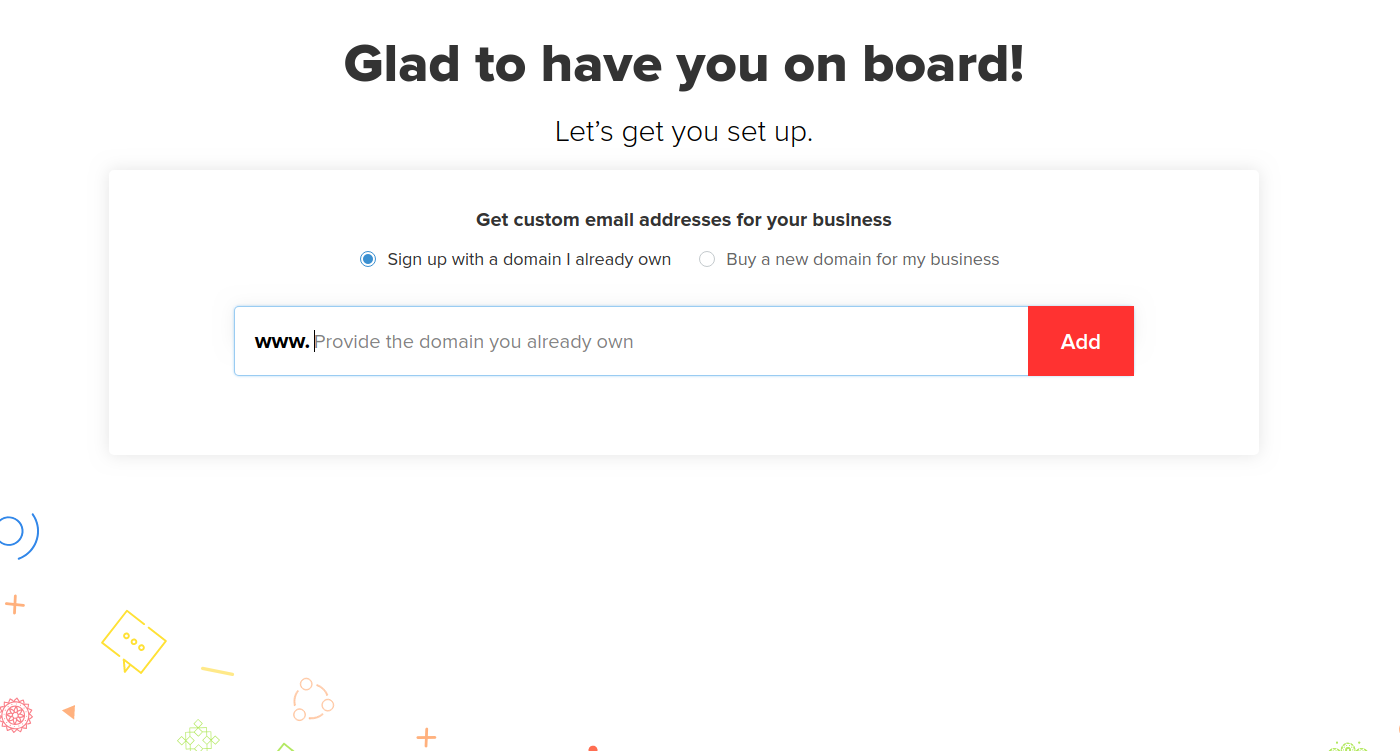 Glad to have you on board!
Let’s get you set up.
Get custom email addresses for your business
Sign up with a domain I already own Buy a new domain for my business
www. Provide the domain you already own Add